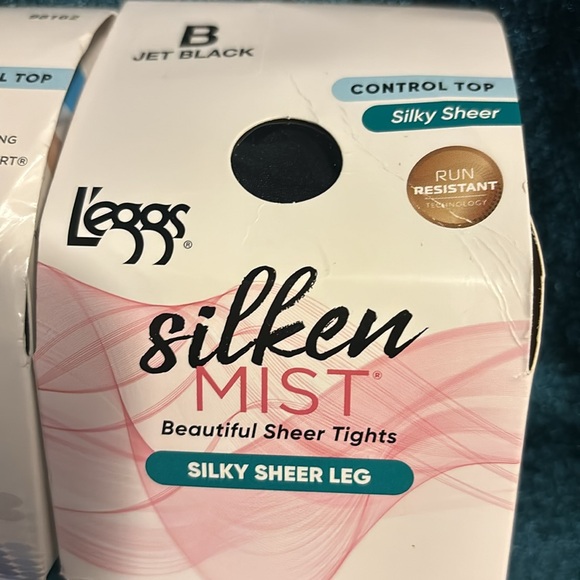 L TOP
NG
RT®
B
JET BLACK
CONTROL TOP
Silky Sheer
RUN
RESISTANT
TECHNOLOGY
L'eggs®
silken
MIST®
Beautiful Sheer Tights
SILKY SHEER LEG